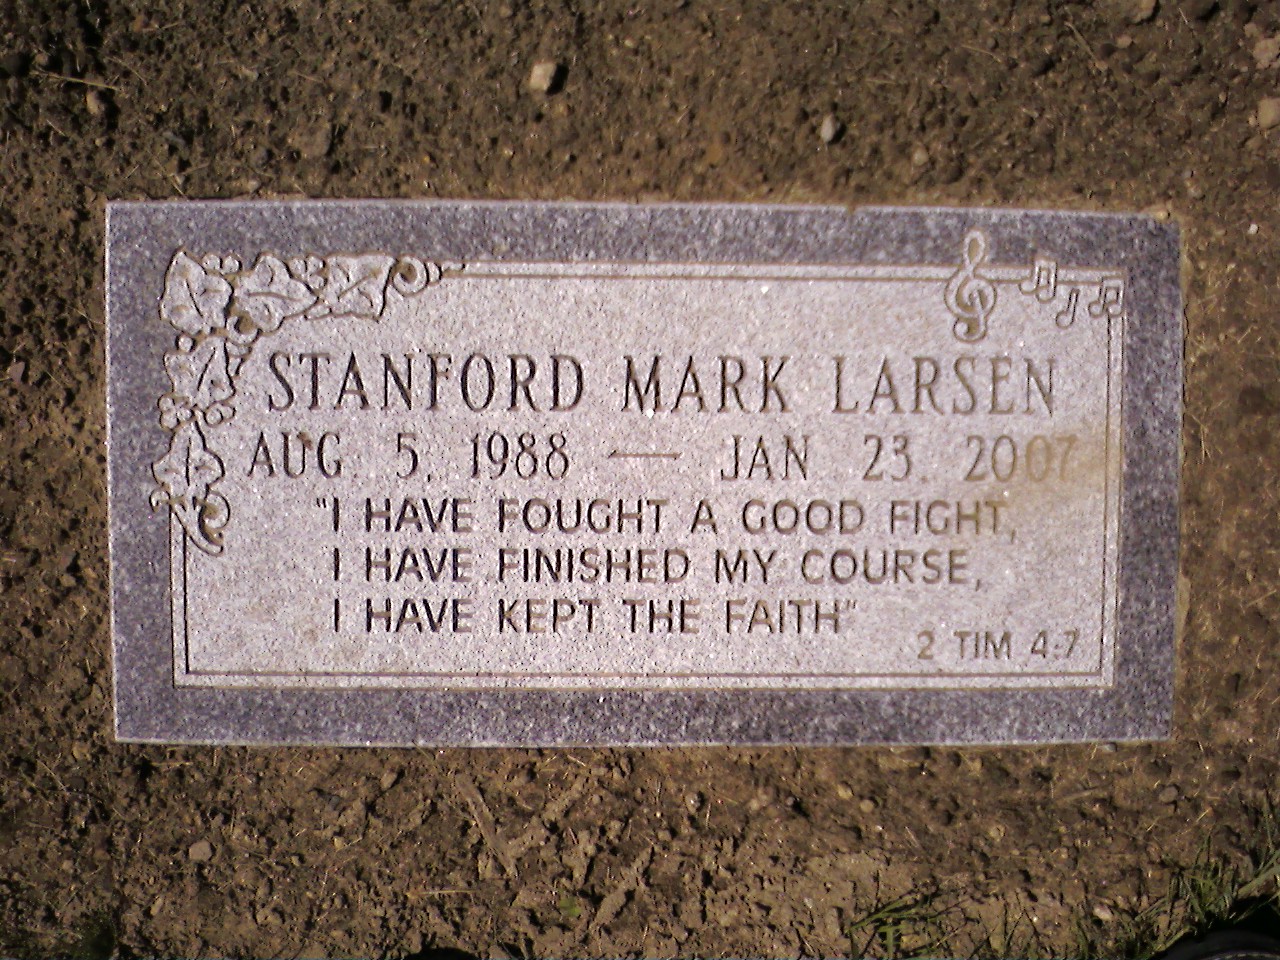 STANFORD MARK LARSEN
AUG 5, 1988 — JAN 23, 2007
"I HAVE FOUGHT A GOOD FIGHT,
I HAVE FINISHED MY COURSE,
I HAVE KEPT THE FAITH"
2 TIM 4:7